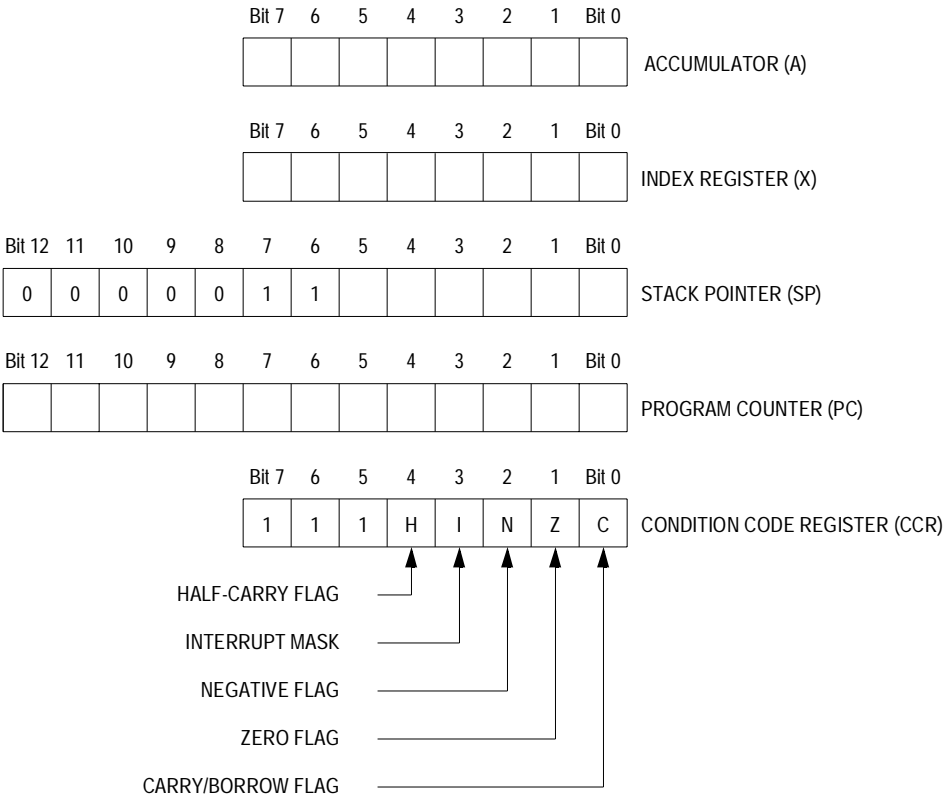 Bit 7 6 5 4 3 2 1 Bit 0
ACCUMULATOR (A)
Bit 7 6 5 4 3 2 1 Bit 0
INDEX REGISTER (X)
Bit 12 11 10 9 8 7 6 5 4 3 2 1 Bit 0
0 0 0 0 0 1 1 STACK POINTER (SP)
Bit 12 11 10 9 8 7 6 5 4 3 2 1 Bit 0
PROGRAM COUNTER (PC)
Bit 7 6 5 4 3 2 1 Bit 0
1 1 1 H I N Z C CONDITION CODE REGISTER (CCR)
HALF-CARRY FLAG
INTERRUPT MASK
NEGATIVE FLAG
ZERO FLAG
CARRY/BORROW FLAG